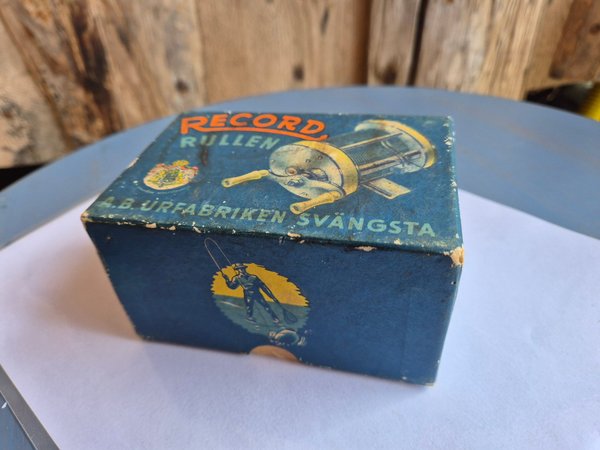 RECORD
RULLEN
A.B. URFABRIKEN SVÄNGSTA